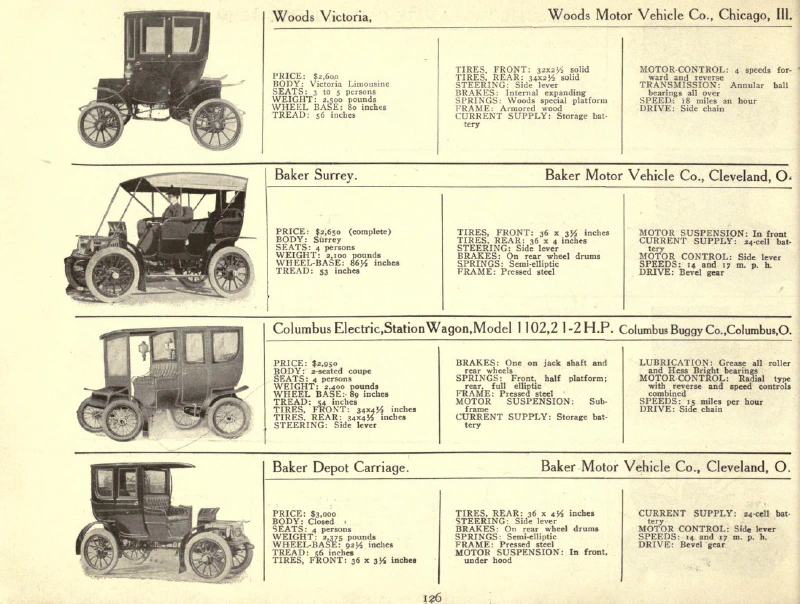 Woods Victoria,
Woods Motor Vehicle Co., Chicago, Ill.
PRICE: $2,600
BODY: Victoria Limousine
SEATS: 3 to 5 persons
WEIGHT: 2,500 pounds
WHEEL BASE: 80 inches
TREAD: 56 inches
TIRES, FRONT: 32x2½ solid
TIRES, REAR: 34x2½ solid
STEERING: Side lever
BRAKES: Internal expanding
SPRINGS: Woods special platform
FRAME: Armored wood
CURRENT SUPPLY: Storage bat-
tery
MOTOR-CONTROL: 4 speeds for-
ward and reverse
TRANSMISSION: Annular ball
bearings all over
SPEED: 18 miles an hour
DRIVE: Side chain
Baker Surrey.
Baker Motor Vehicle Co., Cleveland, O.
PRICE: $2,650 (complete)
BODY: Surrey
SEATS: 4 persons
WEIGHT: 2,100 pounds
WHEEL-BASE: 86½ inches
TREAD: 53 inches
TIRES, FRONT: 36 x 3½ inches
TIRES, REAR: 36 x 4 inches
STEERING: Side lever
BRAKES: On rear wheel drums
SPRINGS: Semi-elliptic
FRAME: Pressed steel
MOTOR SUSPENSION: In front
CURRENT SUPPLY: 24-cell bat-
tery
MOTOR CONTROL: Side lever
SPEEDS: 14 and 17 m. p. h.
DRIVE: Bevel gear
Columbus Electric, Station Wagon, Model 1102, 2 1-2 H.P. Columbus Buggy Co., Columbus, O.
PRICE: $2,950
BODY: 2-seated coupe
SEATS: 4 persons
WEIGHT: 2,400 pounds
WHEEL BASE: 89 inches
TREAD: 54 inches
TIRES, FRONT: 34x4½ inches
TIRES, REAR: 34x4½ inches
STEERING: Side lever
BRAKES: One on jack shaft and
rear wheels
SPRINGS: Front, half platform;
rear, full elliptic
FRAME: Pressed steel
MOTOR SUSPENSION: Sub-
frame
CURRENT SUPPLY: Storage bat-
tery
LUBRICATION: Grease all roller
and Hess Bright bearings
MOTOR-CONTROL: Radial type
with reverse and speed controls
combined
SPEEDS: 15 miles per hour
DRIVE: Side chain
Baker Depot Carriage.
Baker Motor Vehicle Co., Cleveland, O.
PRICE: $3,000
BODY: Closed
SEATS: 4 persons
WEIGHT: 2,375 pounds
WHEEL-BASE: 92½ inches
TREAD: 56 inches
TIRES, FRONT: 36 x 3½ inches
TIRES, REAR: 36 x 4½ inches
STEERING: Side lever
BRAKES: On rear wheel drums
SPRINGS: Semi-elliptic
FRAME: Pressed steel
MOTOR SUSPENSION: In front,
under hood
CURRENT SUPPLY: 24-cell bat-
tery
MOTOR CONTROL: Side lever
SPEEDS: 14 and 17 m. p. h.
DRIVE: Bevel gear
126